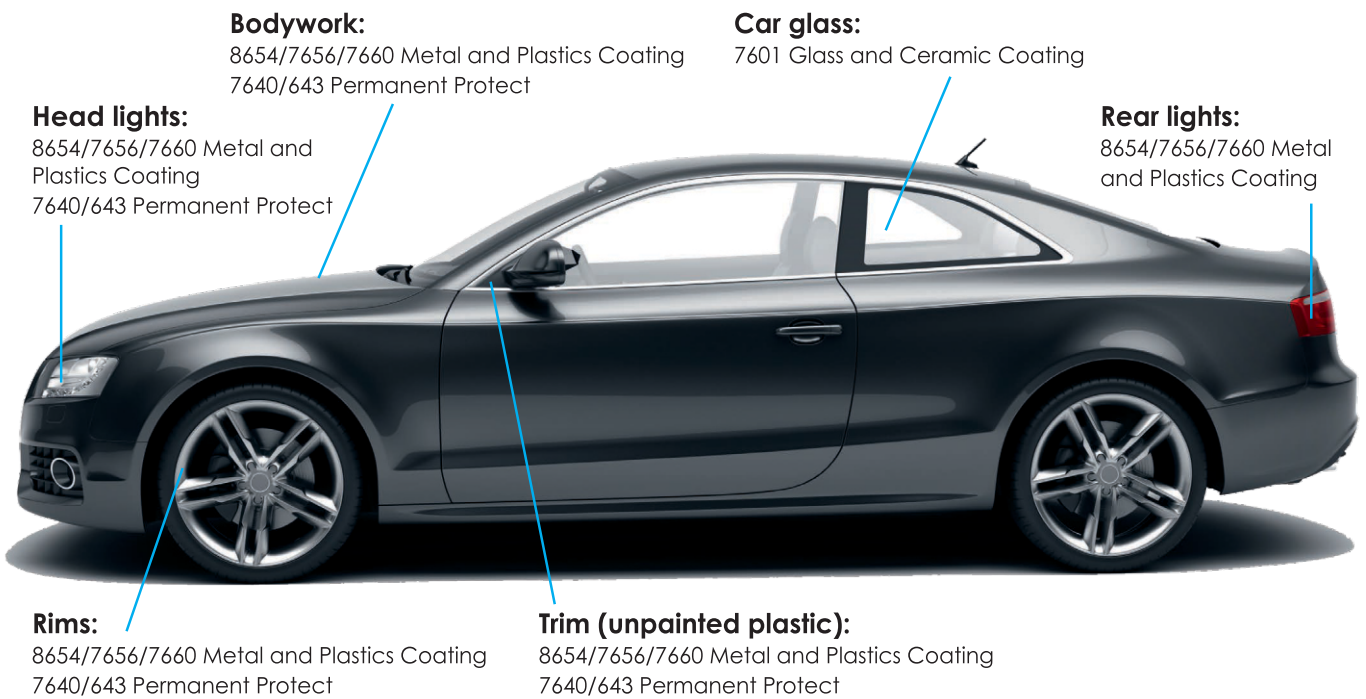 Bodywork:
8654/7656/7660 Metal and Plastics Coating
7640/643 Permanent Protect
Car glass:
7601 Glass and Ceramic Coating
Head lights:
8654/7656/7660 Metal and
Plastics Coating
7640/643 Permanent Protect
Rear lights:
8654/7656/7660 Metal
and Plastics Coating
Rims:
8654/7656/7660 Metal and Plastics Coating
7640/643 Permanent Protect
Trim (unpainted plastic):
8654/7656/7660 Metal and Plastics Coating
7640/643 Permanent Protect